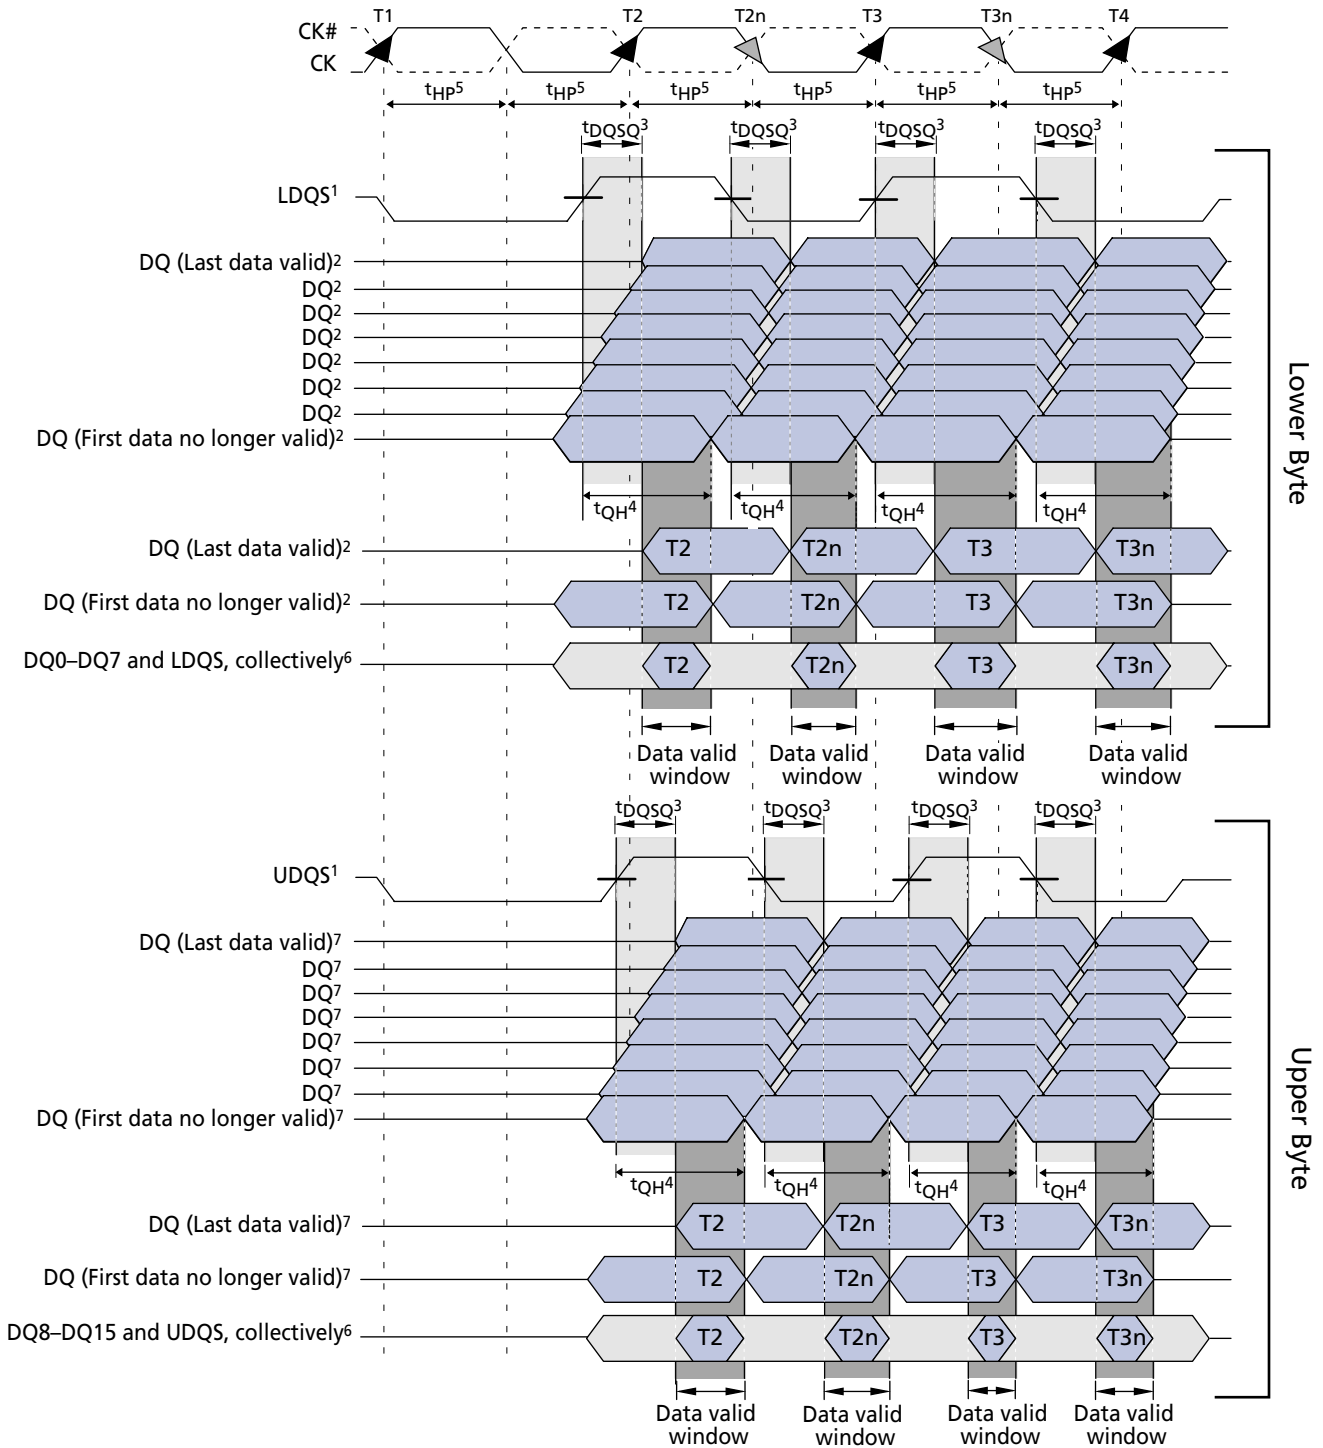 T1 T2 T2n T3 T3n T4
CK#
CK
tHP5 tHP5 tHP5 tHP5 tHP5 tHP5
tDQSQ3 tDQSQ3 tDQSQ3 tDQSQ3
LDQS1
DQ (Last data valid)2
DQ2
DQ2
DQ2
DQ2
DQ2
DQ2
DQ (First data no longer valid)2
tQH4 tQH4 tQH4 tQH4
DQ (Last data valid)2 T2 T2n T3 T3n
DQ (First data no longer valid)2 T2 T2n T3 T3n
DQ0–DQ7 and LDQS, collectively6 T2 T2n T3 T3n
Data valid window Data valid window Data valid window Data valid window
Lower Byte
tDQSQ3 tDQSQ3 tDQSQ3 tDQSQ3
UDQS1
DQ (Last data valid)7
DQ7
DQ7
DQ7
DQ7
DQ7
DQ7
DQ (First data no longer valid)7
tQH4 tQH4 tQH4 tQH4
DQ (Last data valid)7 T2 T2n T3 T3n
DQ (First data no longer valid)7 T2 T2n T3 T3n
DQ8–DQ15 and UDQS, collectively6 T2 T2n T3 T3n
Data valid window Data valid window Data valid window Data valid window
Upper Byte